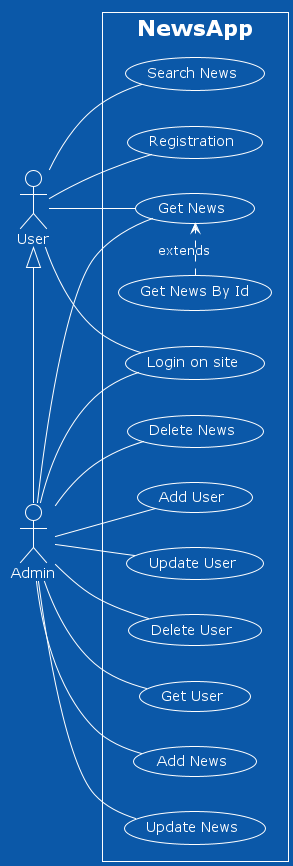 NewsApp
Search News
Registration
User
Get News
extends
Get News By Id
Login on site
Delete News
Add User
Admin
Update User
Delete User
Get User
Add News
Update News